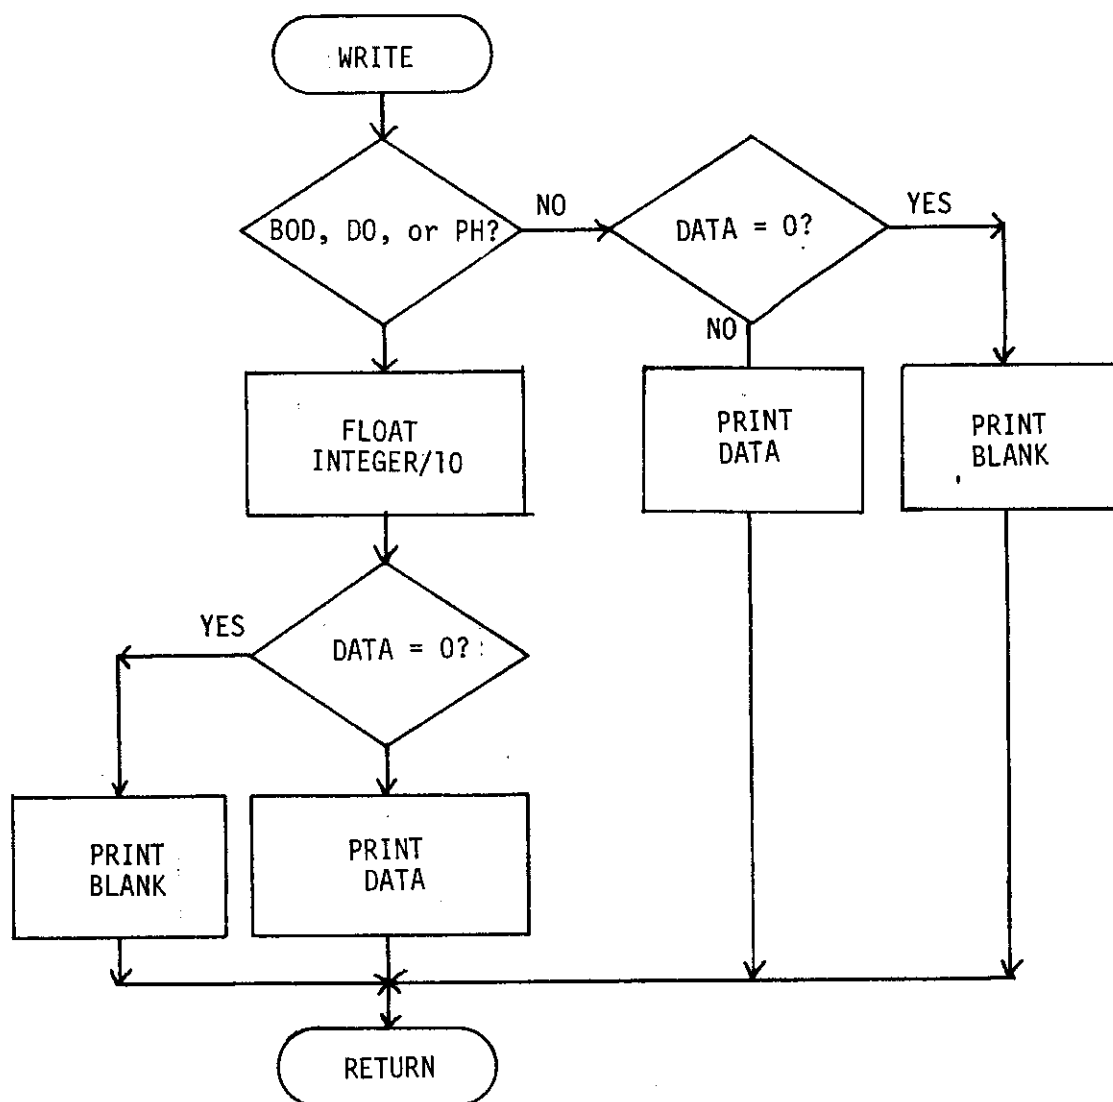 WRITE
BOD, DO, or PH?
NO
DATA = 0?
YES
NO
FLOAT
INTEGER/10
PRINT
DATA
PRINT
BLANK
YES
DATA = 0?
PRINT
BLANK
PRINT
DATA
RETURN